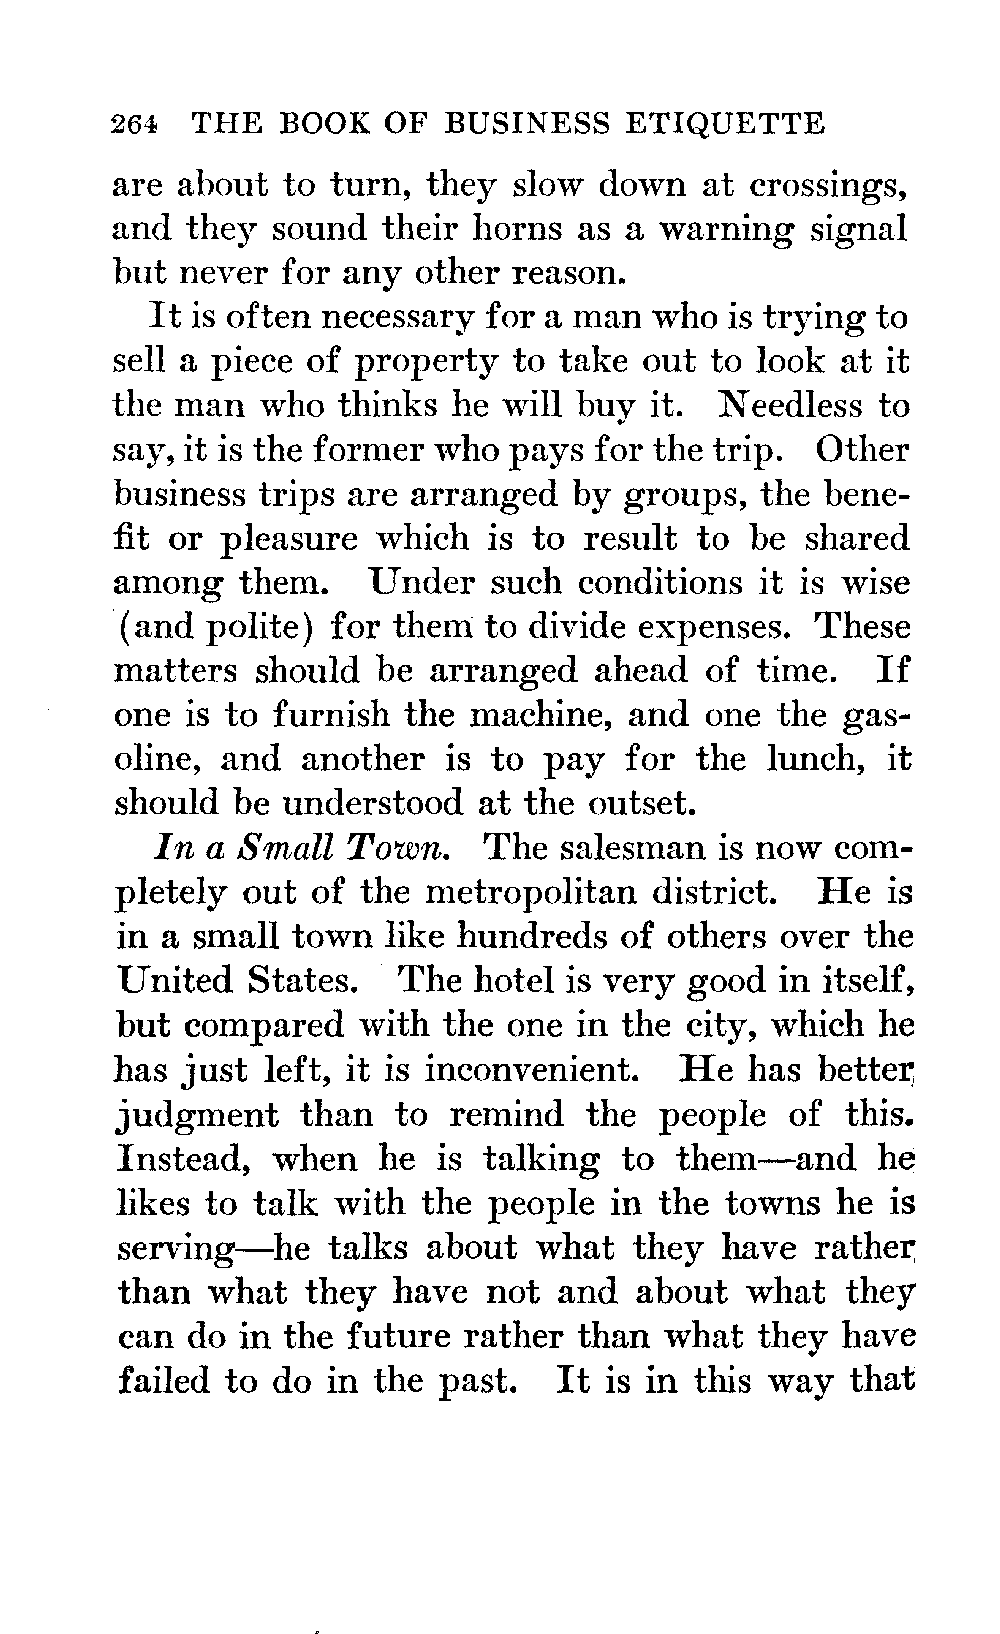 264 THE BOOK OF BUSINESS ETIQUETTE
are about to turn, they slow down at crossings,
and they sound their horns as a warning signal
but never for any other reason.
It is often necessary for a man who is trying to
sell a piece of property to take out to look at it
the man who thinks he will buy it. Needless to
say, it is the former who pays for the trip. Other
business trips are arranged by groups, the bene-
fit or pleasure which is to result to be shared
among them. Under such conditions it is wise
(and polite) for them to divide expenses. These
matters should be arranged ahead of time. If
one is to furnish the machine, and one the gas-
oline, and another is to pay for the lunch, it
should be understood at the outset.
In a Small Town. The salesman is now com-
pletely out of the metropolitan district. He is
in a small town like hundreds of others over the
United States. The hotel is very good in itself,
but compared with the one in the city, which he
has just left, it is inconvenient. He has better
judgment than to remind the people of this.
Instead, when he is talking to them—and he
likes to talk with the people in the towns he is
serving—he talks about what they have rather
than what they have not and about what they
can do in the future rather than what they have
failed to do in the past. It is in this way that